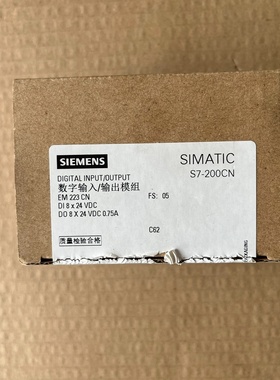 SIEMENS
SIMATIC
S7-200CN
DIGITAL INPUT/OUTPUT
数字输入/输出模组
EM 223 CN
FS: 05
DI 8 x 24 VDC
DO 8 X 24 VDC 0.75A
C62
质量检验合格